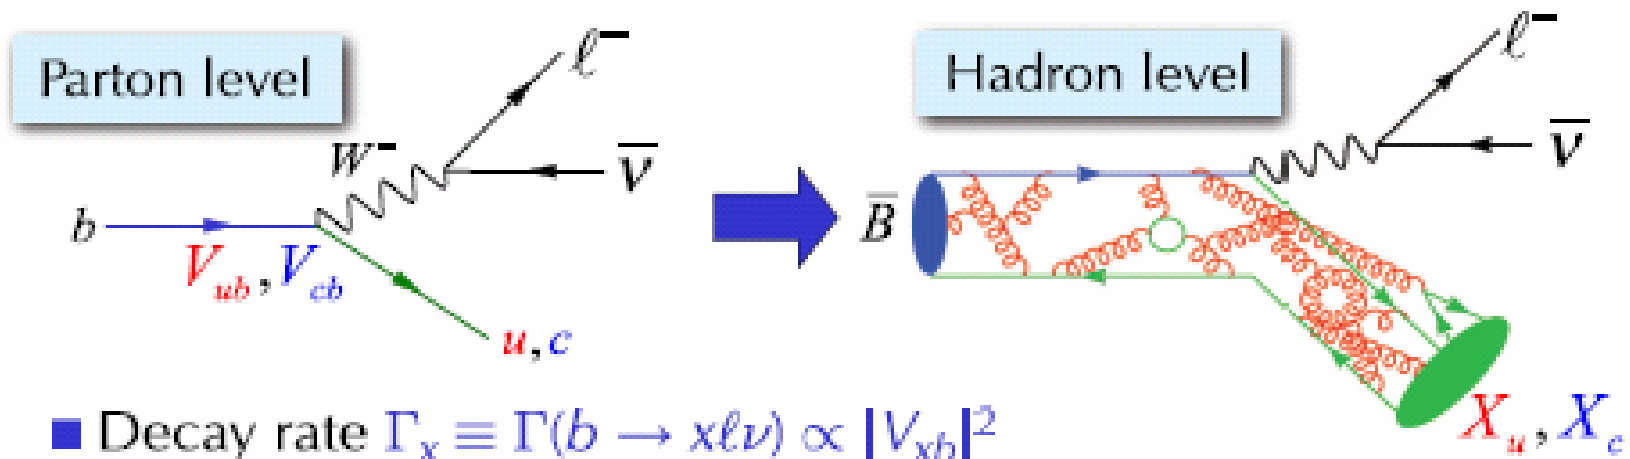 Parton level
ℓ⁻
W⁻
ν̄
b
V_ub, V_cb
u, c
Hadron level
ℓ⁻
ν̄
B̄
X_u, X_c
■ Decay rate Γ_x ≡ Γ(b → xℓν) ∝ |V_xb|²